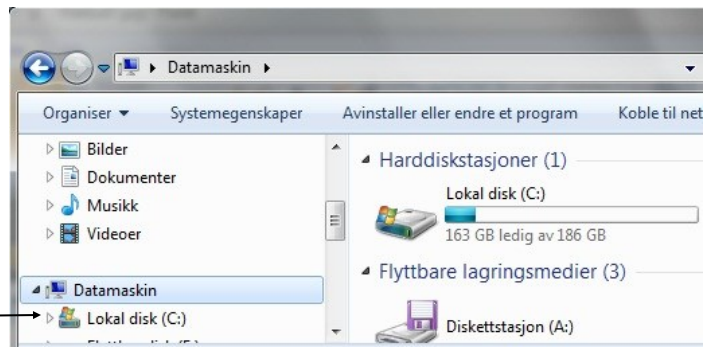 Datamaskin
Organiser Systemegenskaper Avinstaller eller endre et program Koble til net
Bilder
Dokumenter
Musikk
Videoer
Datamaskin
Lokal disk (C:)
Harddiskstasjoner (1)
Lokal disk (C:)
163 GB ledig av 186 GB
Flyttbare lagringsmedier (3)
Diskettstasjon (A:)